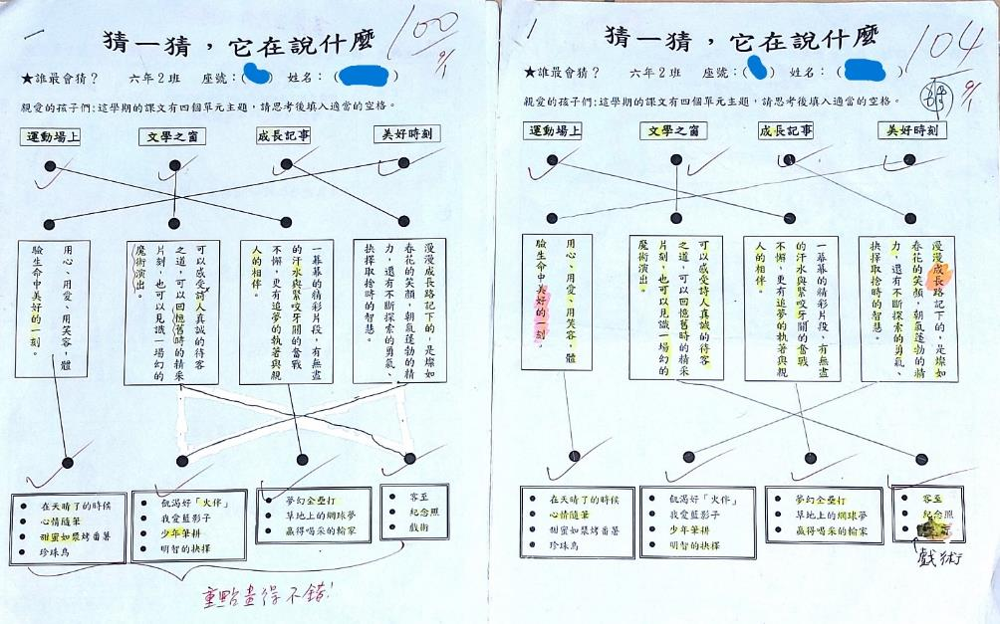 一
100
9/1
猜一猜，它在說什麼
★誰最會猜？ 六年2班 座號：( ) 姓名：( )
親愛的孩子們：這學期的課文有四個單元主題，請思考後填入適當的空格。
運動場上 文學之窗 成長記事 美好時刻
漫漫成長路記下的，是燦如
春花的笑顏，朝氣蓬勃的精
力，還有不斷探索的勇氣、
抉擇取捨時的智慧。
一幕幕的精彩片段，有無盡
的汗水與緊咬牙關的奮戰
不懈，更有追夢的執著與親
人的相伴。
可以感受詩人真誠的待客
之道，可以回憶舊時的精采
片刻，也可以見識一場幻的
魔術演出。
用心、用愛、用笑容，體
驗生命中美好的一刻。
● 在天晴了的時候
● 心情隨筆
● 甜蜜如漿烤番薯
● 珍珠鳥
● 飢渴好「火伴」
● 我愛藍影子
● 少年筆耕
● 明智的抉擇
● 夢幻全壘打
● 草地上的網球夢
● 贏得喝采的輸家
● 客至
● 紀念照
● 戲術
重點畫得不錯！
1
104
9/1
猜一猜，它在說什麼
★誰最會猜？ 六年2班 座號：( ) 姓名：( )
親愛的孩子們：這學期的課文有四個單元主題，請思考後填入適當的空格。
運動場上 文學之窗 成長記事 美好時刻
漫漫成長路記下的，是燦如
春花的笑顏，朝氣蓬勃的精
力，還有不斷探索的勇氣、
抉擇取捨時的智慧。
一幕幕的精彩片段，有無盡
的汗水與緊咬牙關的奮戰
不懈，更有追夢的執著與親
人的相伴。
可以感受詩人真誠的待客
之道，可以回憶舊時的精采
片刻，也可以見識一場幻的
魔術演出。
用心、用愛、用笑容，體
驗生命中美好的一刻。
● 在天晴了的時候
● 心情隨筆
● 甜蜜如漿烤番薯
● 珍珠鳥
● 飢渴好「火伴」
● 我愛藍影子
● 少年筆耕
● 明智的抉擇
● 夢幻全壘打
● 草地上的網球夢
● 贏得喝采的輸家
● 客至
● 紀念照
戲術